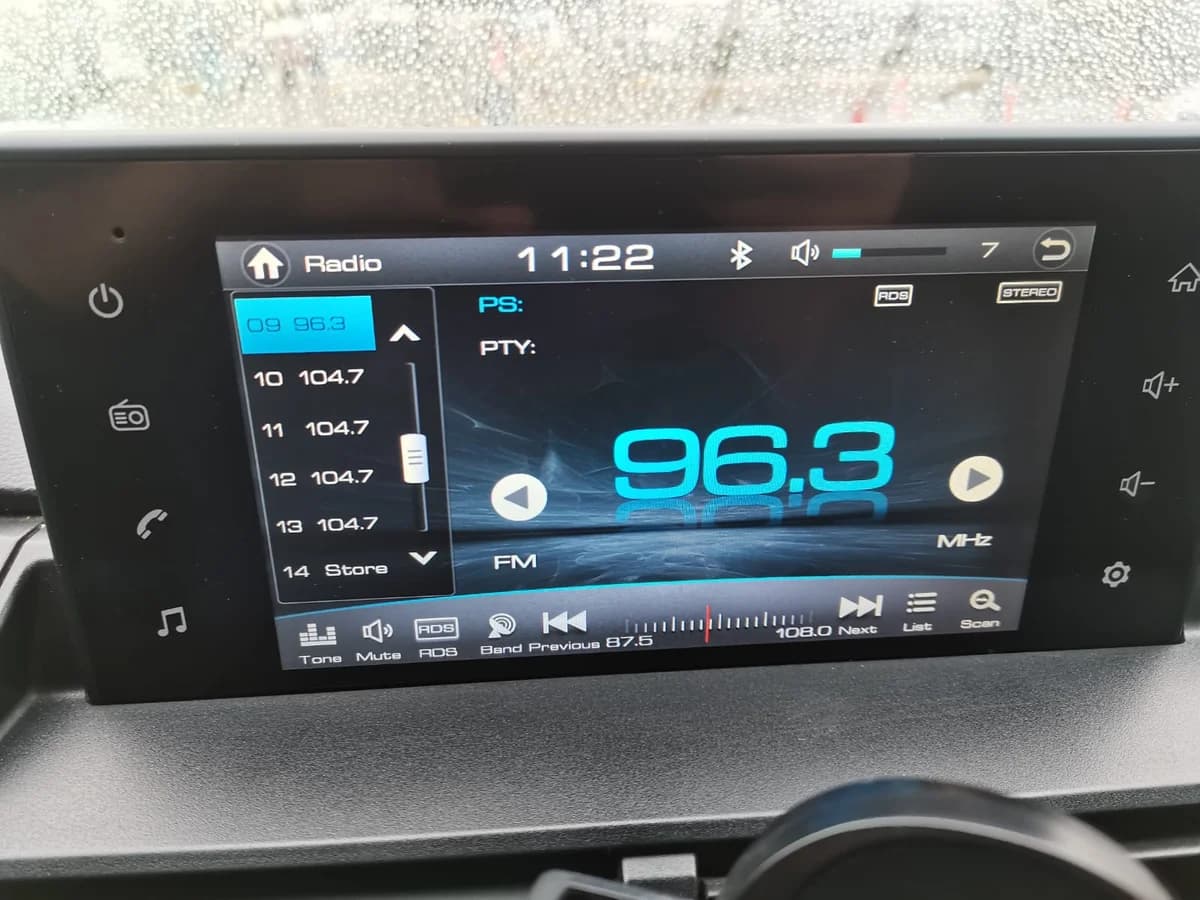 Radio 11:22 7
PS: RDS STEREO
PTY:
09 96.3
10 104.7
11 104.7
12 104.7
13 104.7
14 Store
96.3
FM MHz
RDS
Tone Mute RDS Band Previous 87.5 108.0 Next List Scan